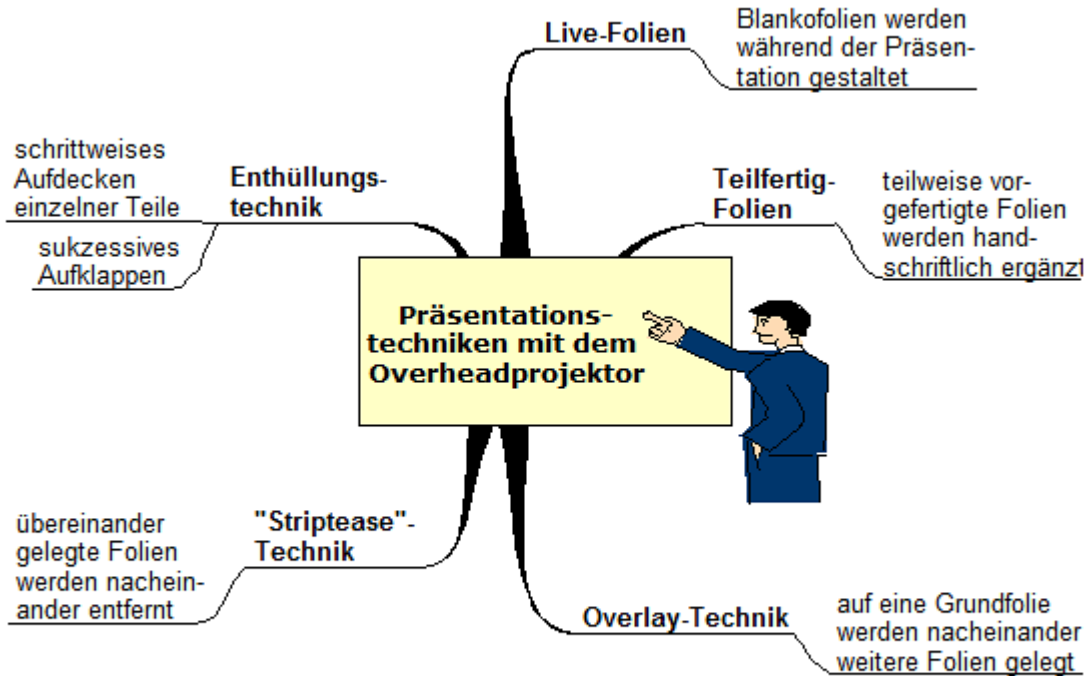 Live-Folien
Blankofolien werden
während der Präsen-
tation gestaltet
Teilfertig-
Folien
teilweise vor-
gefertigte Folien
werden hand-
schriftlich ergänzt
schrittweises
Aufdecken
einzelner Teile
Enthüllungs-
technik
sukzessives
Aufklappen
Präsentations-
techniken mit dem
Overheadprojektor
übereinander
gelegte Folien
werden nachein-
ander entfernt
"Striptease"-
Technik
Overlay-Technik
auf eine Grundfolie
werden nacheinander
weitere Folien gelegt